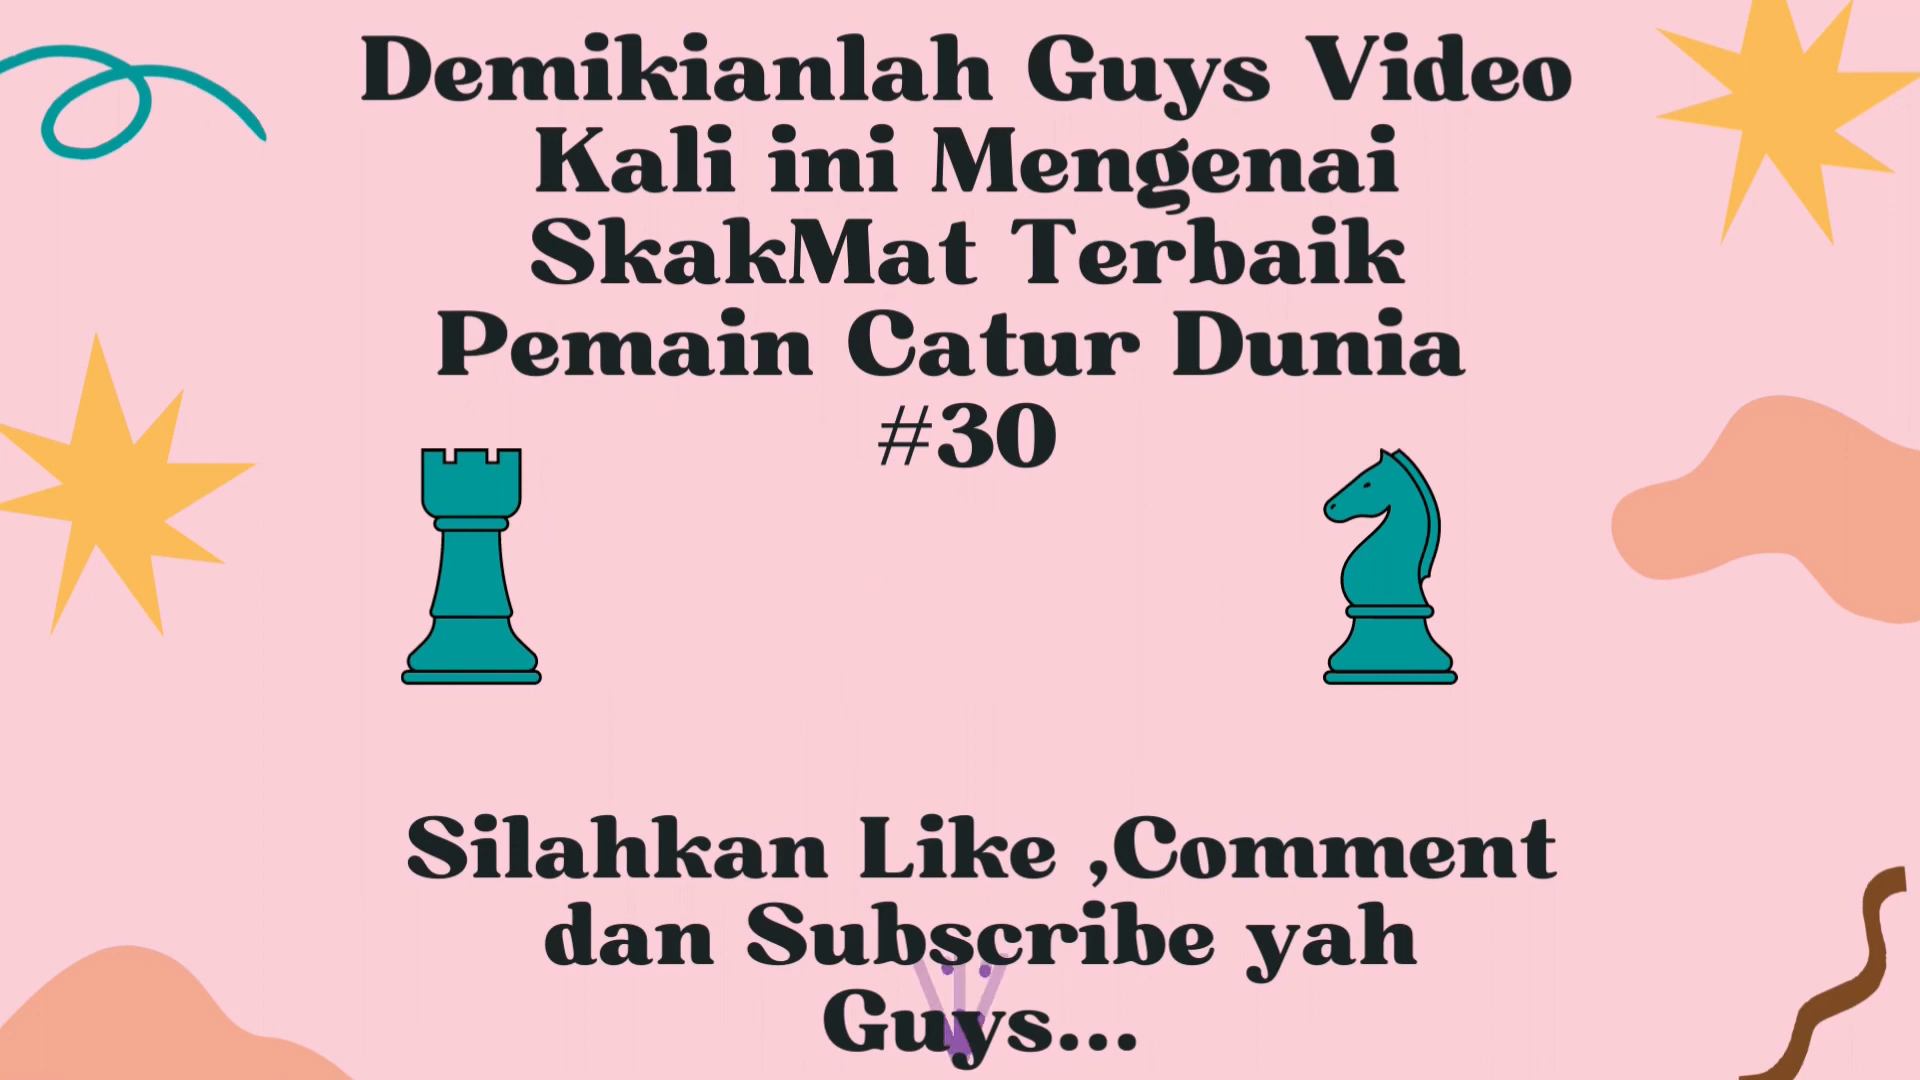 Demikianlah Guys Video
Kali ini Mengenai
SkakMat Terbaik
Pemain Catur Dunia
#30
Silahkan Like ,Comment
dan Subscribe yah
Guys...